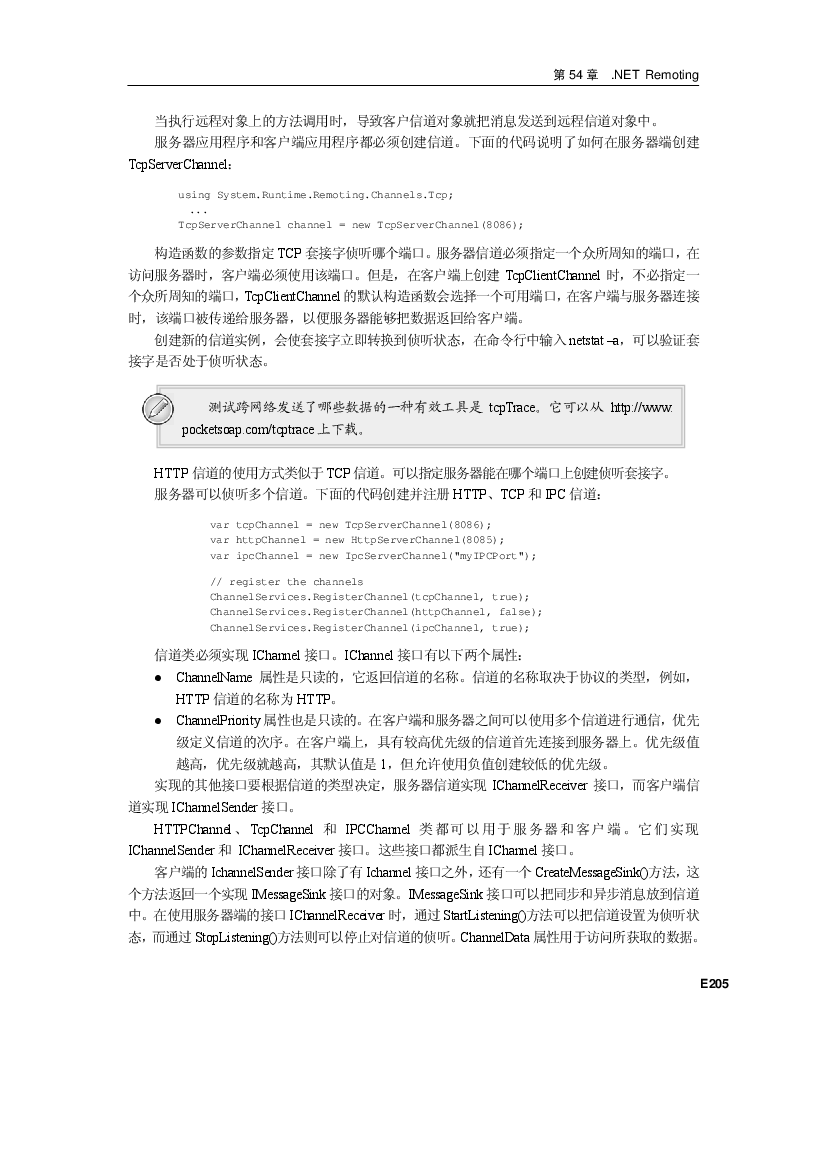 第 54 章 .NET Remoting
当执行远程对象上的方法调用时，导致客户信道对象就把消息发送到远程信道对象中。
服务器应用程序和客户端应用程序都必须创建信道。下面的代码说明了如何在服务器端创建
TcpServerChannel：
using System.Runtime.Remoting.Channels.Tcp;
...
TcpServerChannel channel = new TcpServerChannel(8086);
构造函数的参数指定 TCP 套接字侦听哪个端口。服务器信道必须指定一个众所周知的端口，在
访问服务器时，客户端必须使用该端口。但是，在客户端上创建 TcpClientChannel 时，不必指定一
个众所周知的端口，TcpClientChannel 的默认构造函数会选择一个可用端口，在客户端与服务器连接
时，该端口被传递给服务器，以便服务器能够把数据返回给客户端。
创建新的信道实例，会使套接字立即转换到侦听状态，在命令行中输入 netstat –a，可以验证套
接字是否处于侦听状态。
测试跨网络发送了哪些数据的一种有效工具是 tcpTrace。它可以从 http://www.
pocketsoap.com/tcptrace 上下载。
HTTP 信道的使用方式类似于 TCP 信道。可以指定服务器能在哪个端口上创建侦听套接字。
服务器可以侦听多个信道。下面的代码创建并注册 HTTP、TCP 和 IPC 信道：
var tcpChannel = new TcpServerChannel(8086);
var httpChannel = new HttpServerChannel(8085);
var ipcChannel = new IpcServerChannel("myIPCPort");
// register the channels
ChannelServices.RegisterChannel(tcpChannel, true);
ChannelServices.RegisterChannel(httpChannel, false);
ChannelServices.RegisterChannel(ipcChannel, true);
信道类必须实现 IChannel 接口。IChannel 接口有以下两个属性：
● ChannelName 属性是只读的，它返回信道的名称。信道的名称取决于协议的类型，例如，
HTTP 信道的名称为 HTTP。
● ChannelPriority 属性也是只读的。在客户端和服务器之间可以使用多个信道进行通信，优先
级定义信道的次序。在客户端上，具有较高优先级的信道首先连接到服务器上。优先级值
越高，优先级就越高，其默认值是 1，但允许使用负值创建较低的优先级。
实现的其他接口要根据信道的类型决定，服务器信道实现 IChannelReceiver 接口，而客户端信
道实现 IChannelSender 接口。
HTTPChannel、TcpChannel 和 IPCChannel 类都可以用于服务器和客户端。它们实现
IChannelSender 和 IChannelReceiver 接口。这些接口都派生自 IChannel 接口。
客户端的 IchannelSender 接口除了有 Ichannel 接口之外，还有一个 CreateMessageSink()方法，这
个方法返回一个实现 IMessageSink 接口的对象。IMessageSink 接口可以把同步和异步消息放到信道
中。在使用服务器端的接口 IChannelReceiver 时，通过 StartListening()方法可以把信道设置为侦听状
态，而通过 StopListening()方法则可以停止对信道的侦听。ChannelData 属性用于访问所获取的数据。
E205